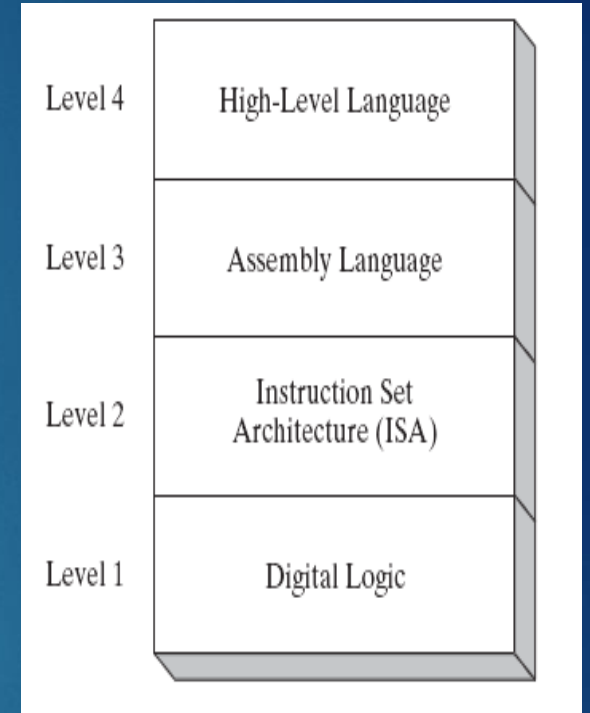 Level 4
High-Level Language
Level 3
Assembly Language
Level 2
Instruction Set
Architecture (ISA)
Level 1
Digital Logic